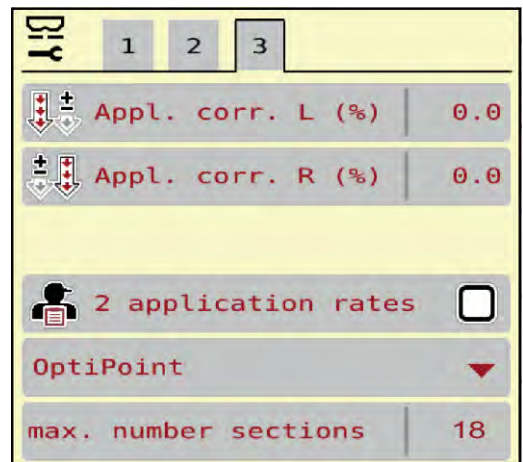 1 2 3
Appl. corr. L (%) 0.0
Appl. corr. R (%) 0.0
2 application rates
OptiPoint
max. number sections 18